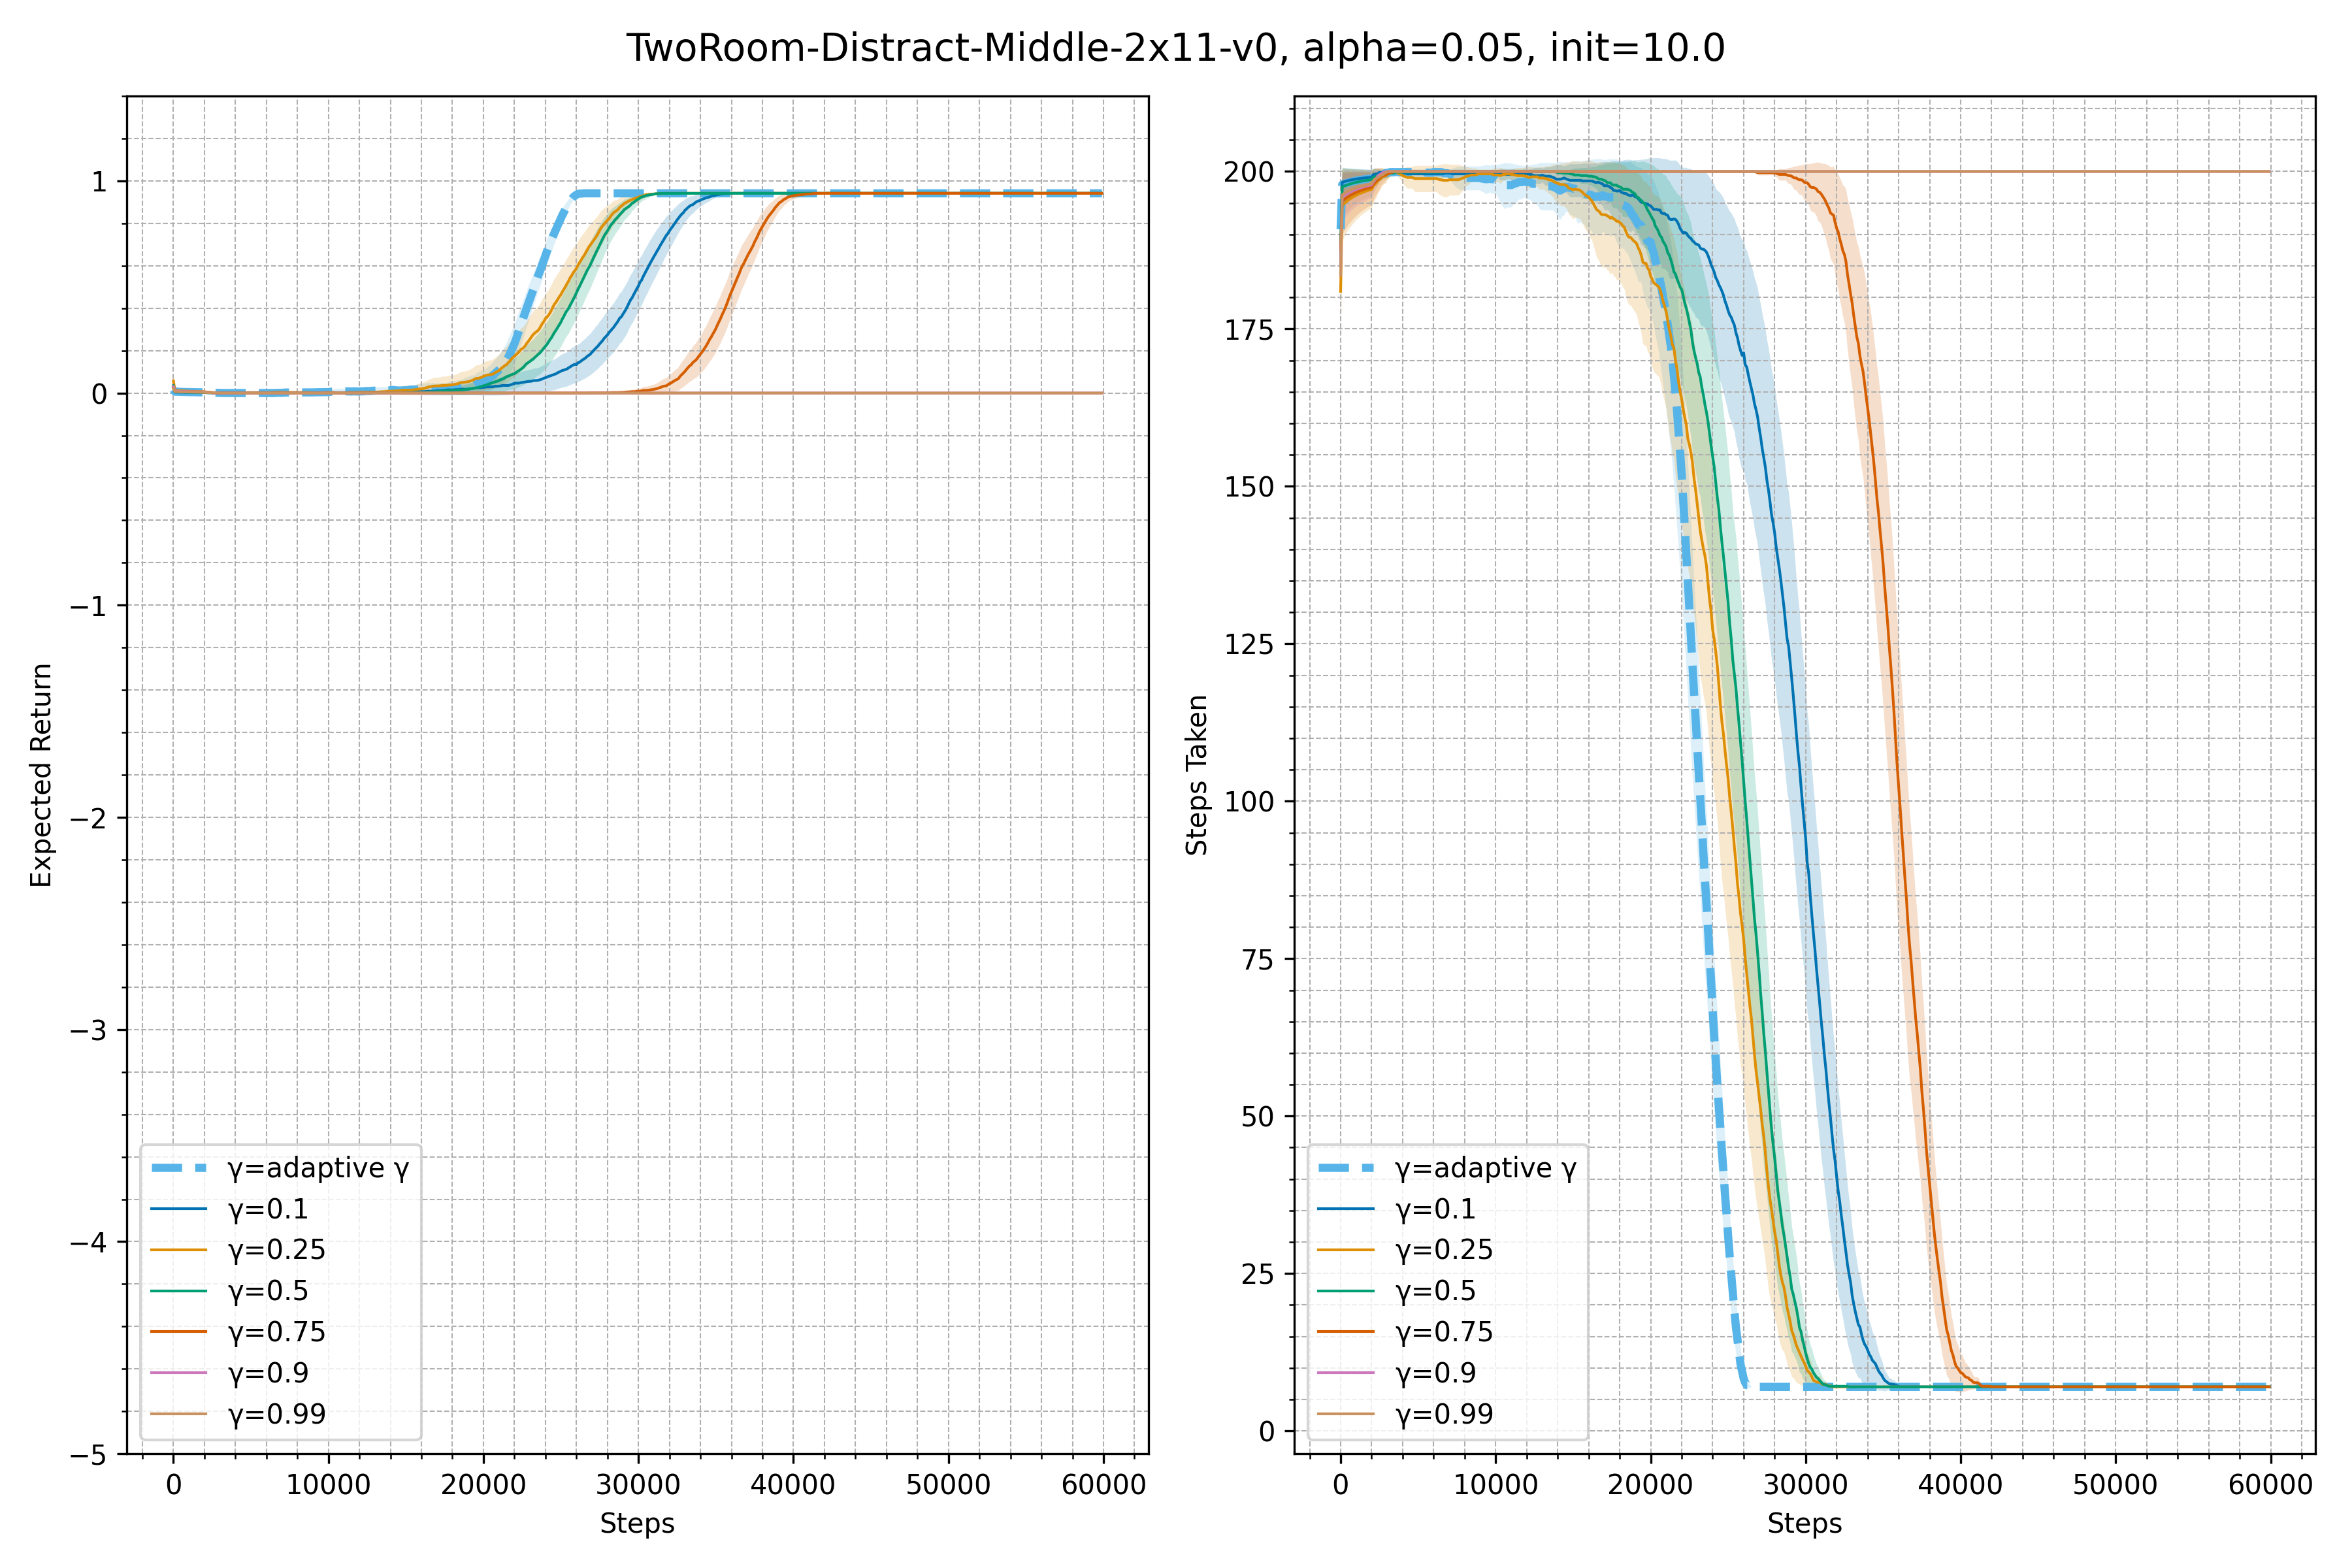 TwoRoom-Distract-Middle-2x11-v0, alpha=0.05, init=10.0
Expected Return
1
0
−1
−2
−3
−4
−5
γ=adaptive γ
γ=0.1
γ=0.25
γ=0.5
γ=0.75
γ=0.9
γ=0.99
0 10000 20000 30000 40000 50000 60000
Steps
Steps Taken
200
175
150
125
100
75
50
25
0
γ=adaptive γ
γ=0.1
γ=0.25
γ=0.5
γ=0.75
γ=0.9
γ=0.99
0 10000 20000 30000 40000 50000 60000
Steps